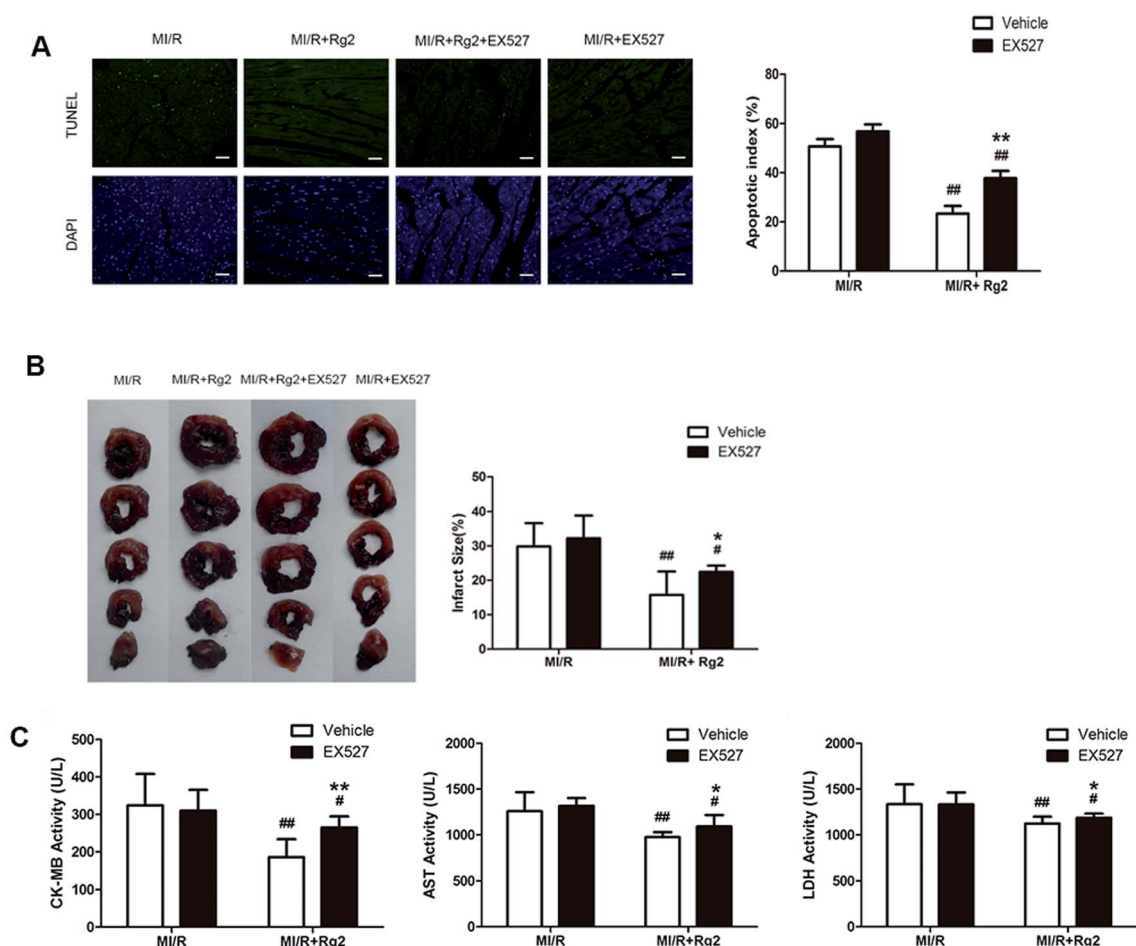 A
MI/R MI/R+Rg2 MI/R+Rg2+EX527 MI/R+EX527
TUNEL
DAPI
Vehicle
EX527
Apoptotic index (%)
80
60
40
20
0
**
## ##
MI/R MI/R+ Rg2
B
MI/R MI/R+Rg2 MI/R+Rg2+EX527 MI/R+EX527
Vehicle
EX527
Infarct Size(%)
50
40
30
20
10
0
*
## #
MI/R MI/R+ Rg2
C
Vehicle
EX527
CK-MB Activity (U/L)
500
400
300
200
100
0
**
## #
MI/R MI/R+Rg2
Vehicle
EX527
AST Activity (U/L)
2000
1500
1000
500
0
*
## #
MI/R MI/R+Rg2
Vehicle
EX527
LDH Activity (U/L)
2000
1500
1000
500
0
*
## #
MI/R MI/R+Rg2